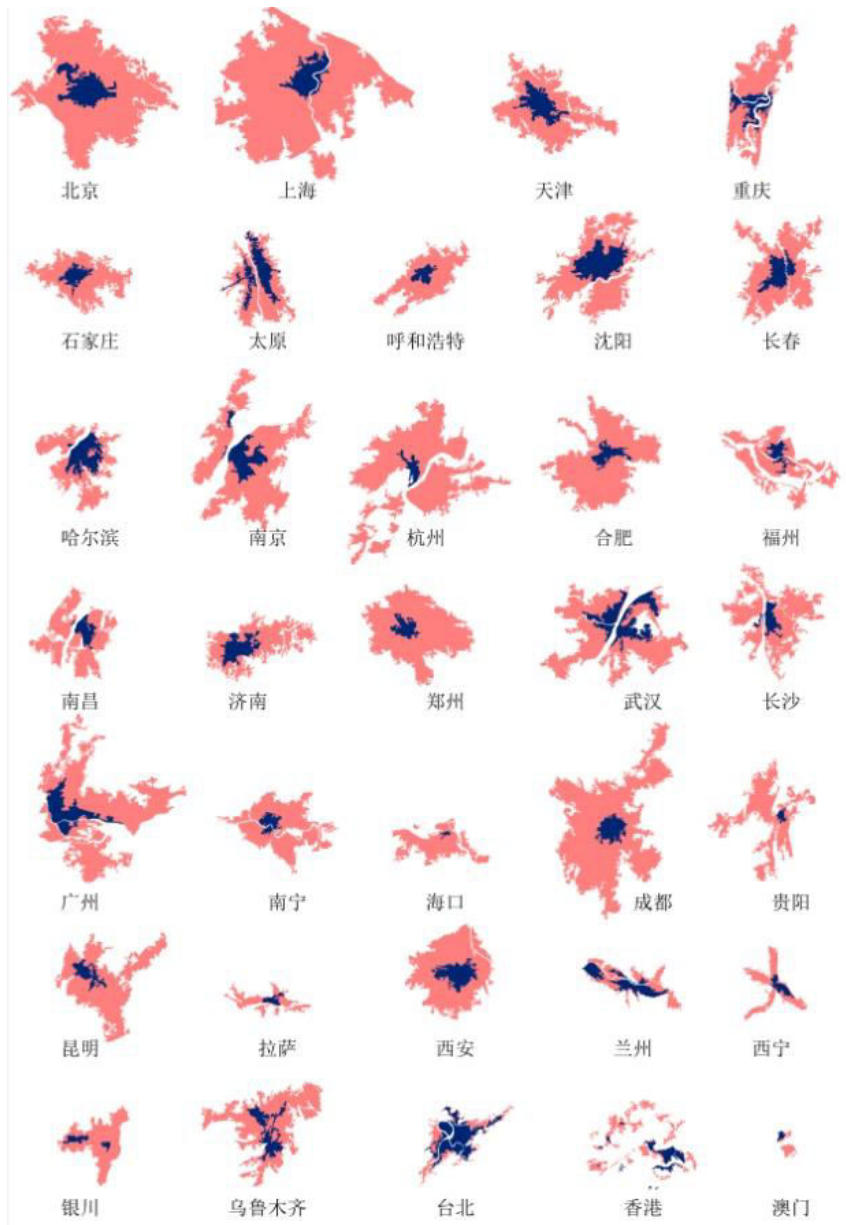 北京 上海 天津 重庆
石家庄 太原 呼和浩特 沈阳 长春
哈尔滨 南京 杭州 合肥 福州
南昌 济南 郑州 武汉 长沙
广州 南宁 海口 成都 贵阳
昆明 拉萨 西安 兰州 西宁
银川 乌鲁木齐 台北 香港 澳门